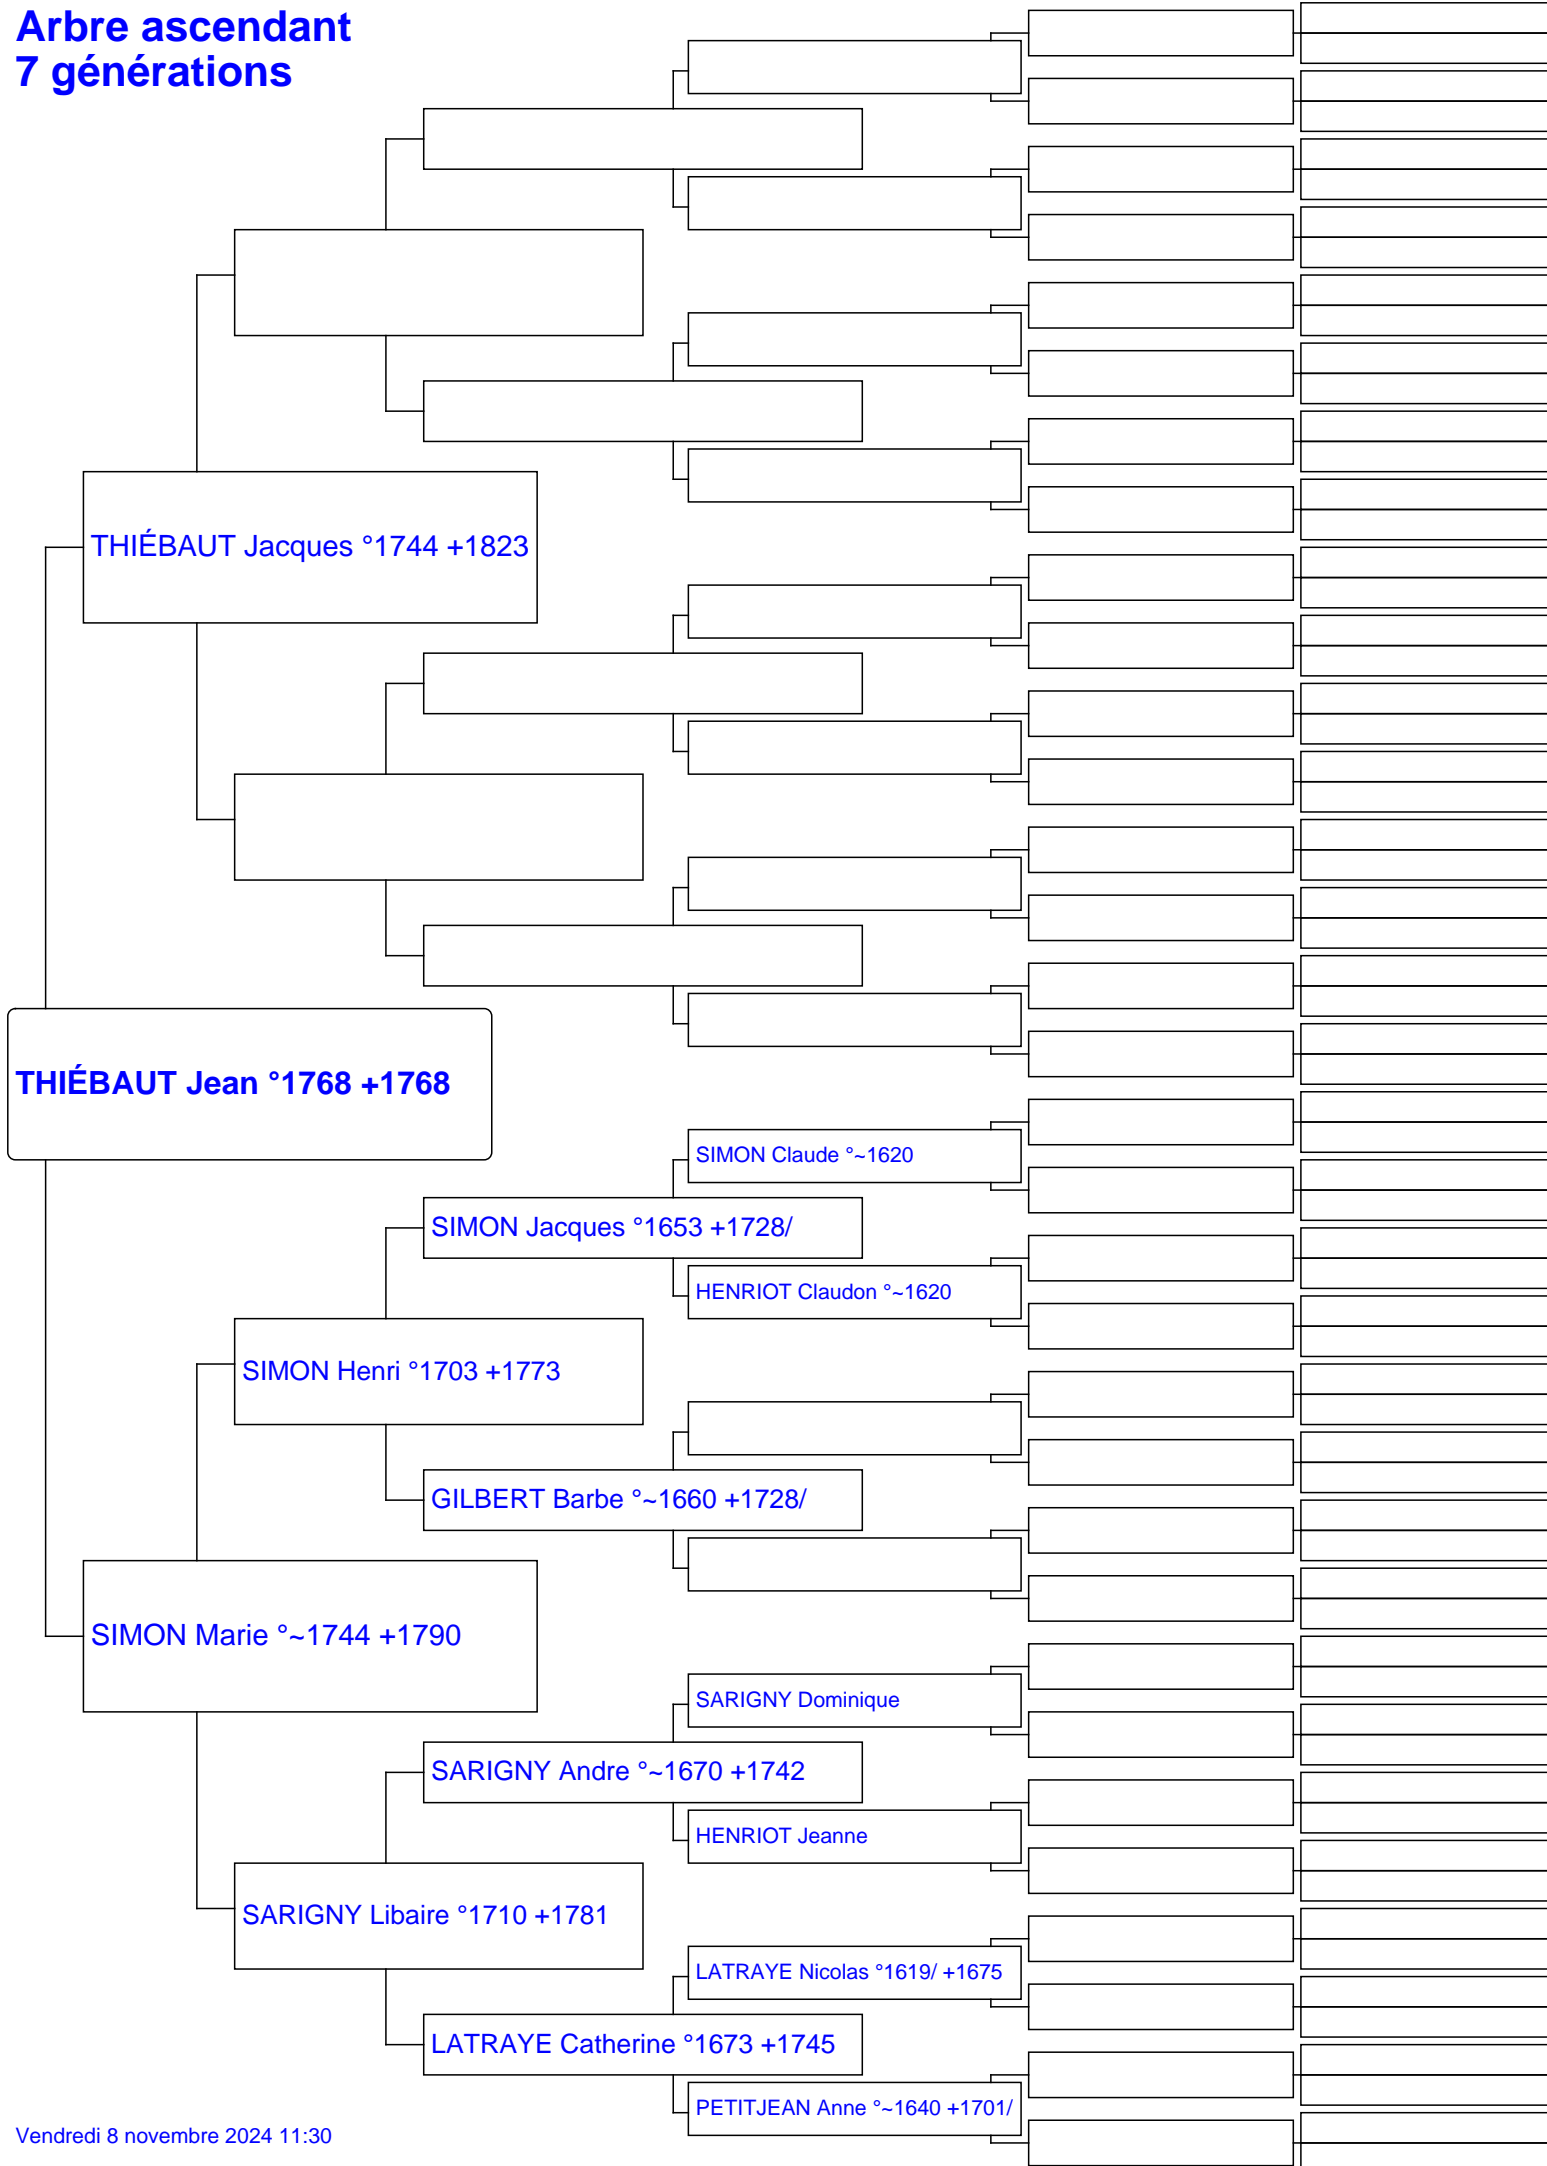 Arbre ascendant
7 générations
THIÉBAUT Jacques °1744 +1823
THIÉBAUT Jean °1768 +1768
SIMON Claude °~1620
SIMON Jacques °1653 +1728/
HENRIOT Claudon °~1620
SIMON Henri °1703 +1773
GILBERT Barbe °~1660 +1728/
SIMON Marie °~1744 +1790
SARIGNY Dominique
SARIGNY Andre °~1670 +1742
HENRIOT Jeanne
SARIGNY Libaire °1710 +1781
LATRAYE Nicolas °1619/ +1675
LATRAYE Catherine °1673 +1745
PETITJEAN Anne °~1640 +1701/
Vendredi 8 novembre 2024 11:30